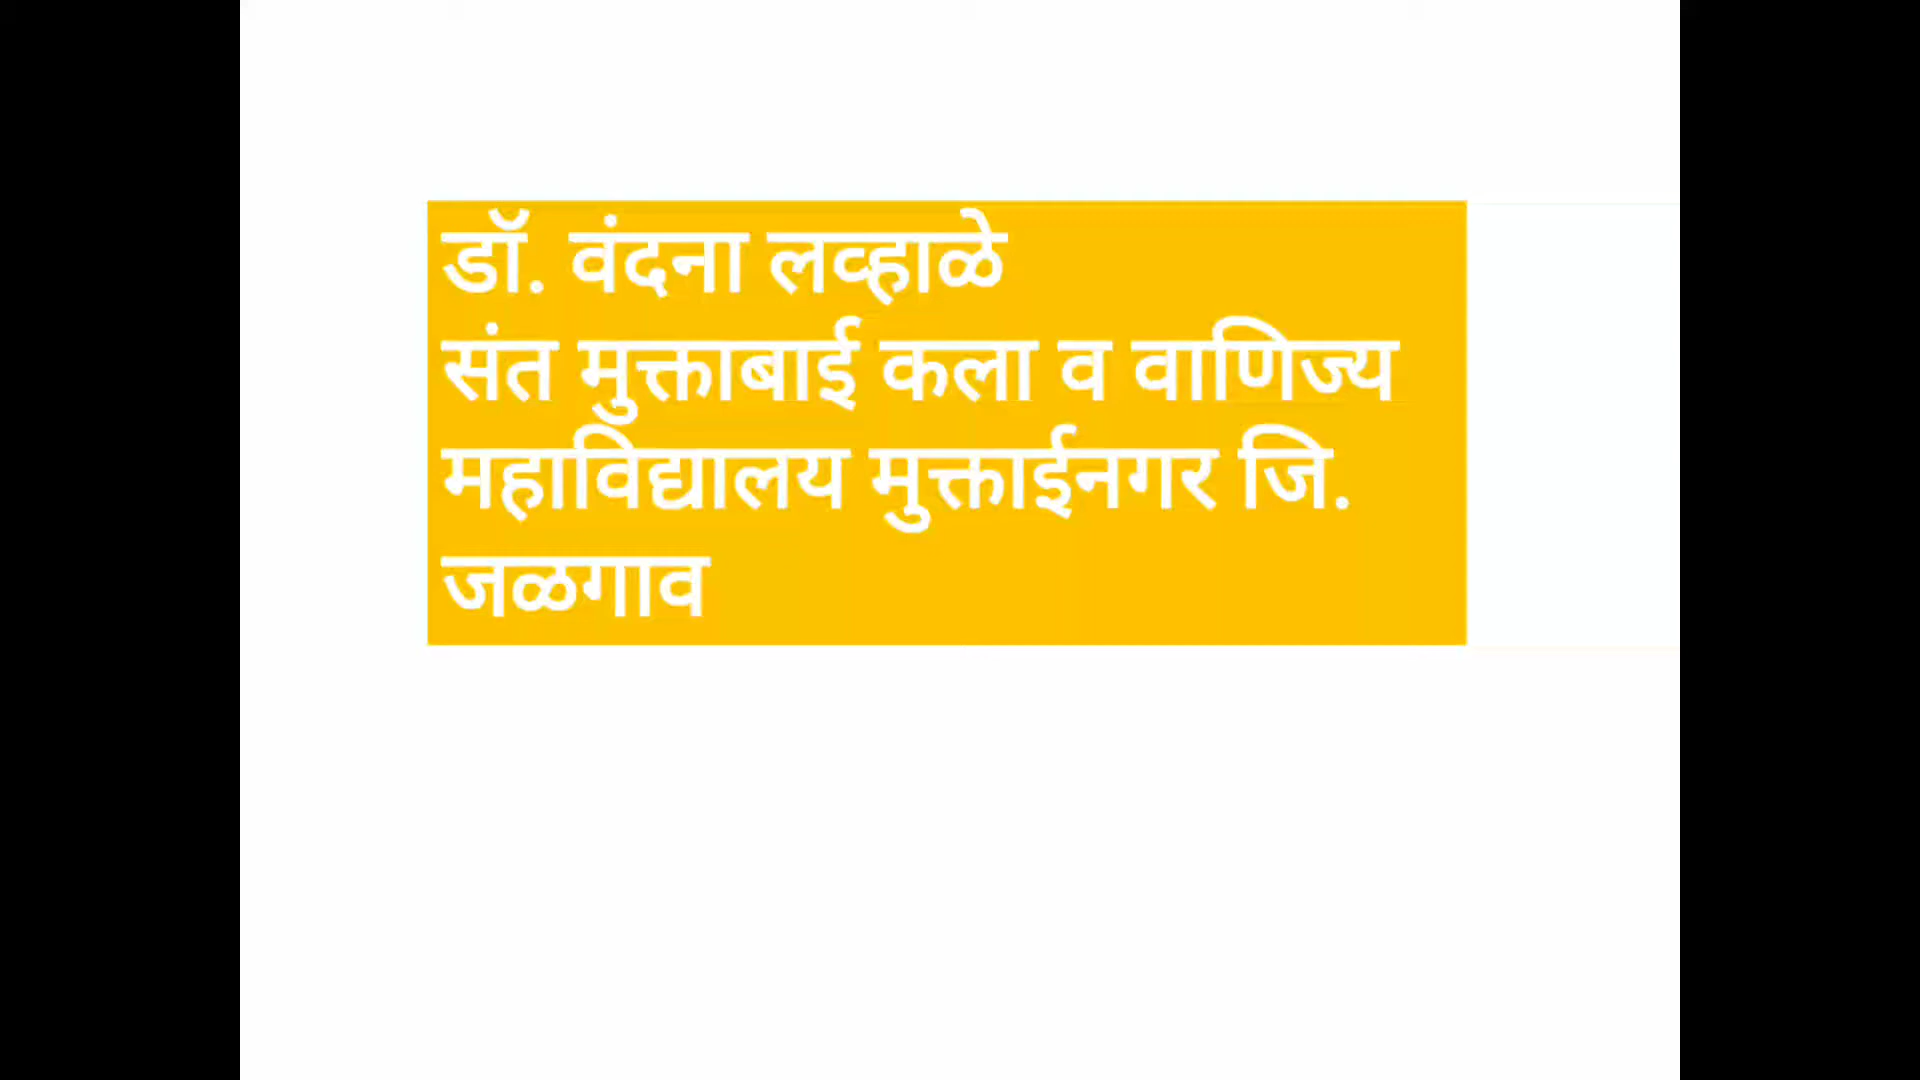 डॉ. वंदना लव्हाळे
संत मुक्ताबाई कला व वाणिज्य
महाविद्यालय मुक्ताईनगर जि.
जळगाव